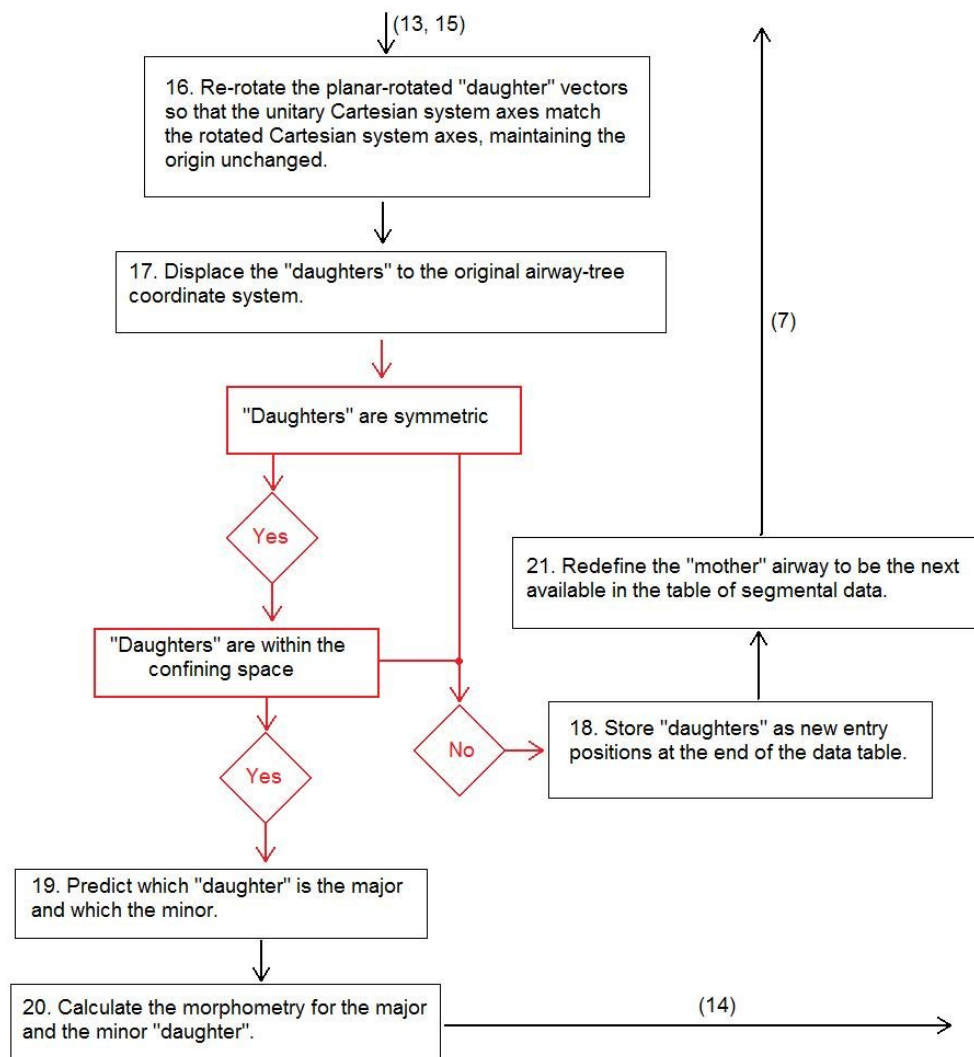 (13, 15)
16. Re-rotate the planar-rotated "daughter" vectors
so that the unitary Cartesian system axes match
the rotated Cartesian system axes, maintaining the
origin unchanged.
17. Displace the "daughters" to the original airway-tree
coordinate system.
(7)
"Daughters" are symmetric
Yes
21. Redefine the "mother" airway to be the next
available in the table of segmental data.
"Daughters" are within the
confining space
No
18. Store "daughters" as new entry
positions at the end of the data table.
Yes
19. Predict which "daughter" is the major
and which the minor.
20. Calculate the morphometry for the major
and the minor "daughter".
(14)